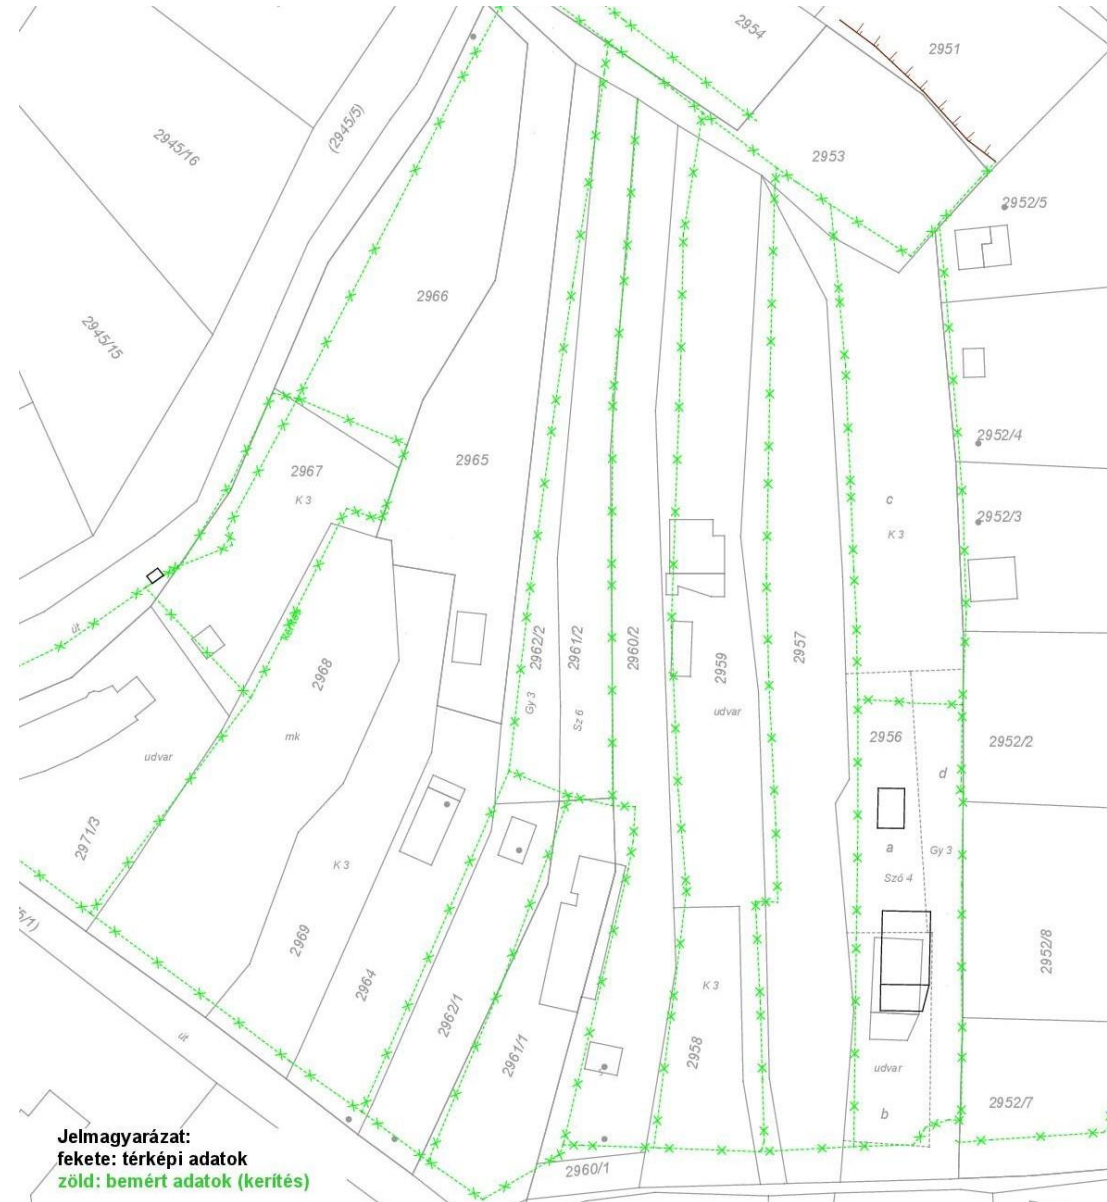 2954
2951
2945/16
(2945/5)
2953
2952/5
2966
2945/15
2965
2952/4
2967
K 3
c
K 3
2952/3
út
2968
2962/2
2961/2
2960/2
2959
2957
Gy 3
Sz 6
udvar
mk
udvar
2956
2952/2
d
2971/3
K 3
a
Gy 3
Szó 4
2969
2952/8
2964
K 3
2962/1
2961/1
2958
út
udvar
b
2952/7
2960/1
Jelmagyarázat:
fekete: térképi adatok
zöld: bemért adatok (kerítés)